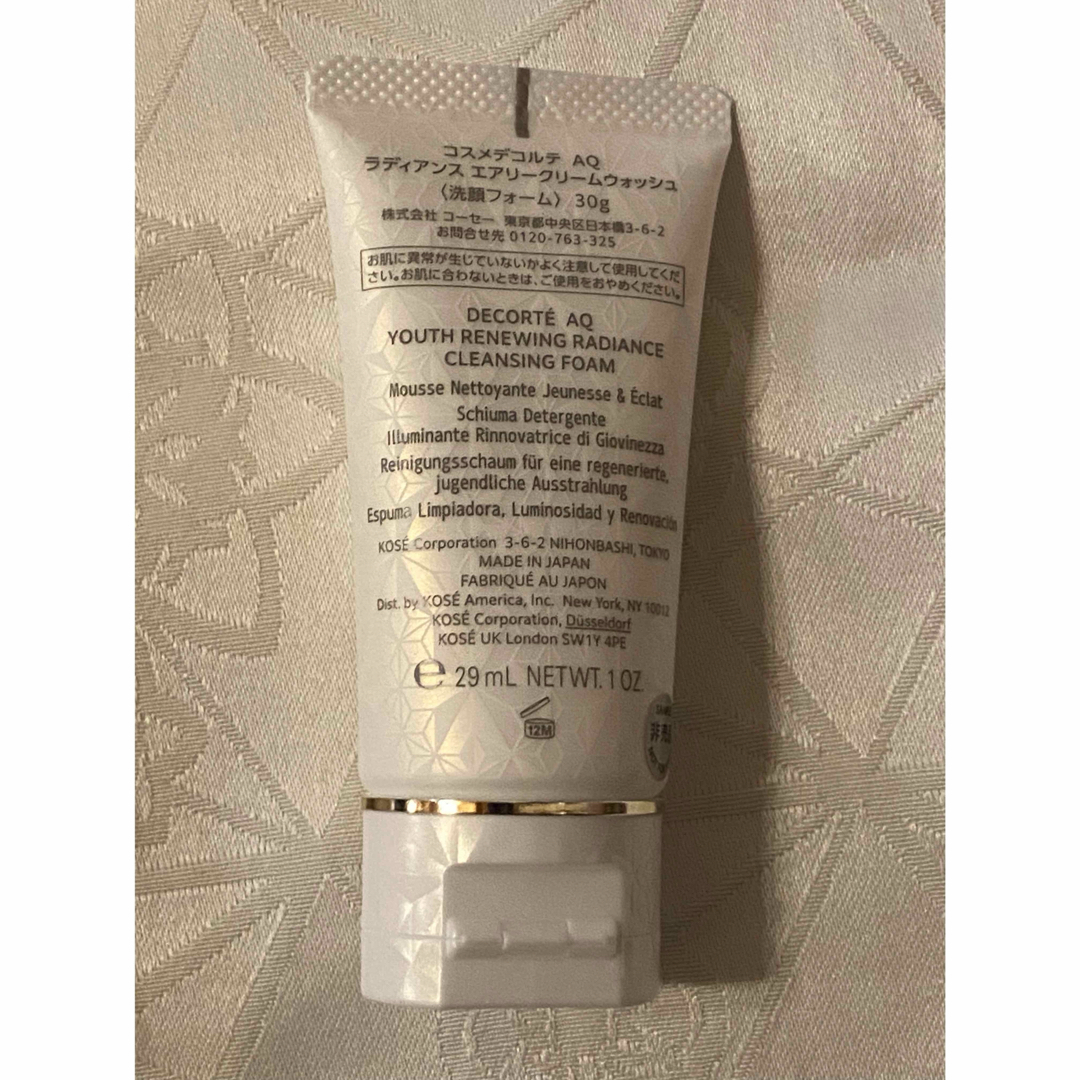 コスメデコルテ AQ
ラディアンス エアリークリームウォッシュ
〈洗顔フォーム〉 30g
株式会社 コーセー 東京都中央区日本橋3-6-2
お問合せ先 0120-763-325
お肌に異常が生じていないかよく注意して使用してくだ
さい。お肌に合わないときは、ご使用をおやめください。
DECORTÉ AQ
YOUTH RENEWING RADIANCE
CLEANSING FOAM
Mousse Nettoyante Jeunesse & Éclat
Schiuma Detergente
Illuminante Rinnovatrice di Giovinezza
Reinigungsschaum für eine regenerierte,
jugendliche Ausstrahlung
Espuma Limpiadora, Luminosidad y Renovación
KOSÉ Corporation 3-6-2 NIHONBASHI, TOKYO
MADE IN JAPAN
FABRIQUÉ AU JAPON
Dist. by KOSÉ America, Inc. New York, NY 10012
KOSÉ Corporation, Düsseldorf
KOSÉ UK London SW1Y 4PE
℮ 29 mL NETWT. 1 OZ.
12M